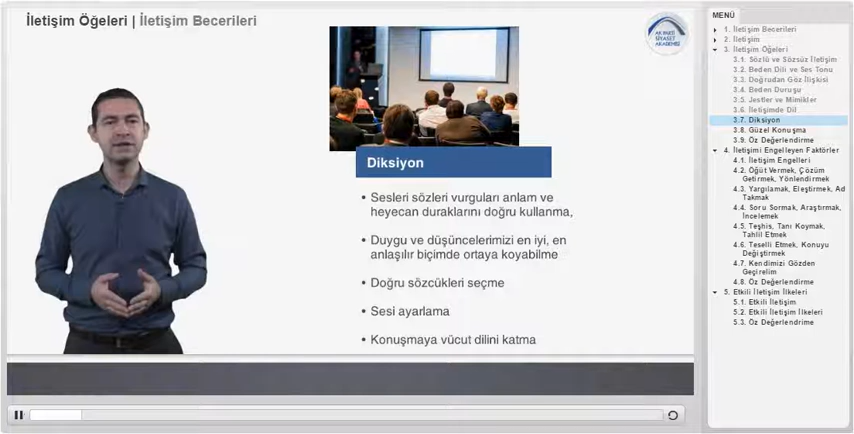 İletişim Öğeleri | İletişim Becerileri
AK PARTİ
SİYASET
AKADEMİSİ
Diksiyon
• Sesleri sözleri vurguları anlam ve
heyecan duraklarını doğru kullanma,
• Duygu ve düşüncelerimizi en iyi, en
anlaşılır biçimde ortaya koyabilme
• Doğru sözcükleri seçme
• Sesi ayarlama
• Konuşmaya vücut dilini katma
MENÜ
1. İletişim Becerileri
2. İletişim
3. İletişim Öğeleri
3.1. Sözlü ve Sözsüz İletişim
3.2. Beden Dili ve Ses Tonu
3.3. Doğrudan Göz İlişkisi
3.4. Beden Duruşu
3.5. Jestler ve Mimikler
3.6. İletişimde Dil
3.7. Diksiyon
3.8. Güzel Konuşma
3.9. Öz Değerlendirme
4. İletişimi Engelleyen Faktörler
4.1. İletişim Engelleri
4.2. Öğüt Vermek, Çözüm
Getirmek, Yönlendirmek
4.3. Yargılamak, Eleştirmek, Ad
Takmak
4.4. Soru Sormak, Araştırmak,
İncelemek
4.5. Teşhis, Tanı Koymak,
Tahlil Etmek
4.6. Teselli Etmek, Konuyu
Değiştirmek
4.7. Kendimizi Gözden
Geçirelim
4.8. Öz Değerlendirme
5. Etkili İletişim İlkeleri
5.1. Etkili İletişim
5.2. Etkili İletişim İlkeleri
5.3. Öz Değerlendirme